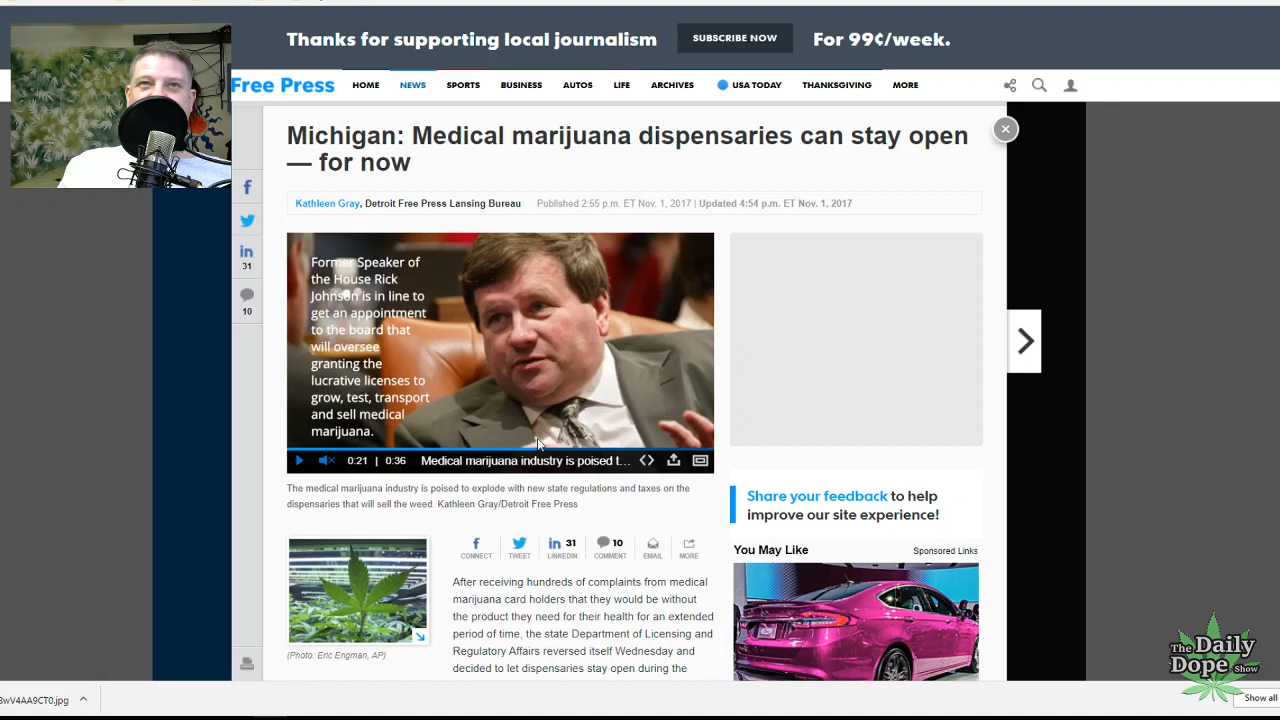 Thanks for supporting local journalism
SUBSCRIBE NOW
For 99¢/week.
Free Press
HOME
NEWS
SPORTS
BUSINESS
AUTOS
LIFE
ARCHIVES
USA TODAY
THANKSGIVING
MORE
Michigan: Medical marijuana dispensaries can stay open
— for now
Kathleen Gray, Detroit Free Press Lansing Bureau
Published 2:55 p.m. ET Nov. 1, 2017 | Updated 4:54 p.m. ET Nov. 1, 2017
31
10
Former Speaker of
the House Rick
Johnson is in line to
get an appointment
to the board that
will oversee
granting the
lucrative licenses to
grow, test, transport
and sell medical
marijuana.
0:21 | 0:36
Medical marijuana industry is poised t...
The medical marijuana industry is poised to explode with new state regulations and taxes on the
dispensaries that will sell the weed. Kathleen Gray/Detroit Free Press
(Photo: Eric Engman, AP)
CONNECT
TWEET
31
LINKEDIN
10
COMMENT
EMAIL
MORE
After receiving hundreds of complaints from medical
marijuana card holders that they would be without
the product they need for their health for an extended
period of time, the state Department of Licensing and
Regulatory Affairs reversed itself Wednesday and
decided to let dispensaries stay open during the
Share your feedback to help
improve our site experience!
You May Like
Sponsored Links
The Daily
Dope Show
3wV4AA9CT0.jpg
Show all